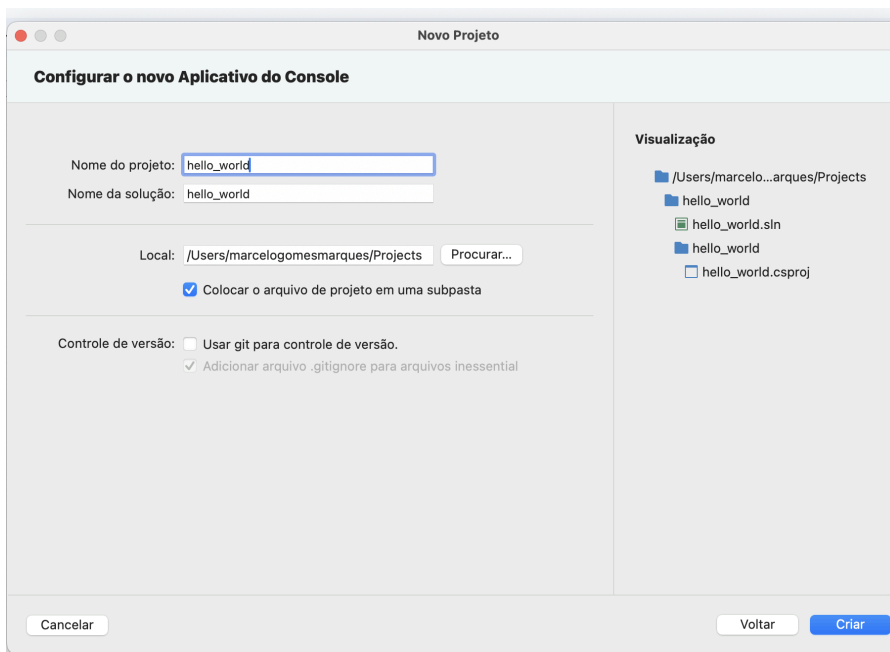 Novo Projeto
Configurar o novo Aplicativo do Console
Nome do projeto: hello_world
Nome da solução: hello_world
Local: /Users/marcelogomesmarques/Projects Procurar...
Colocar o arquivo de projeto em uma subpasta
Controle de versão: Usar git para controle de versão.
Adicionar arquivo .gitignore para arquivos inessential
Visualização
/Users/marcelo...arques/Projects
hello_world
hello_world.sln
hello_world
hello_world.csproj
Cancelar Voltar Criar